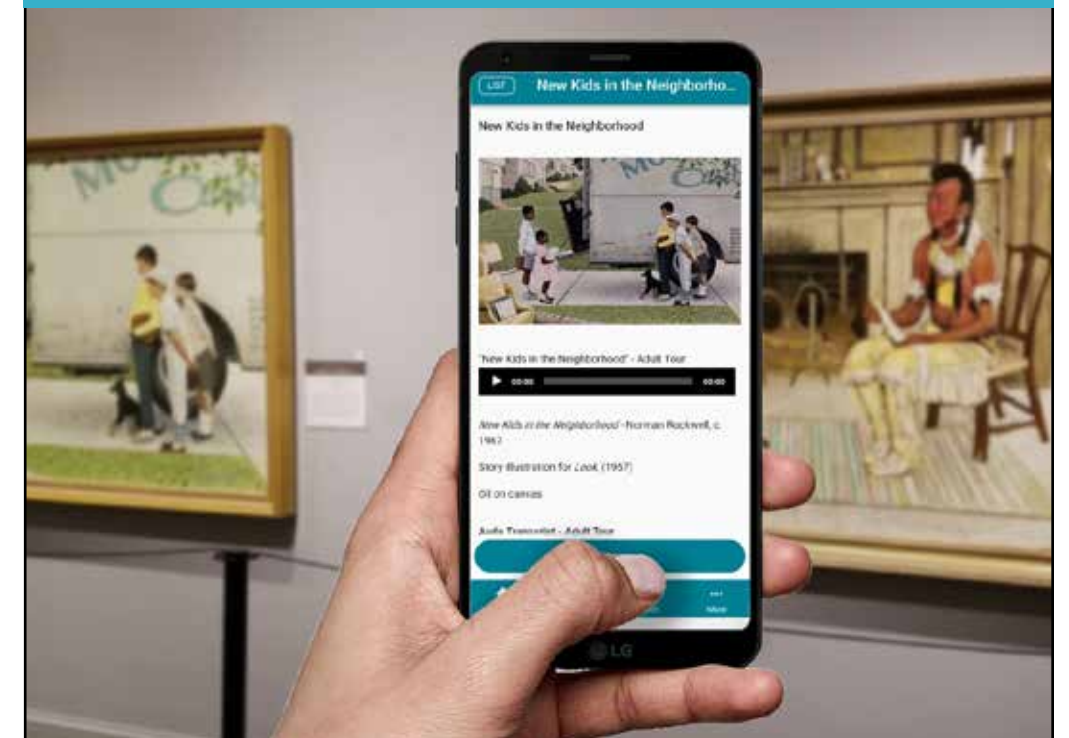 LIST New Kids in the Neighborho...
New Kids in the Neighborhood
"New Kids in the Neighborhood" - Adult Tour
00:00 00:00
New Kids in the Neighborhood - Norman Rockwell, c.
1967
Story illustration for Look (1967)
Oil on canvas
Audio Transcript - Adult Tour
More
LG